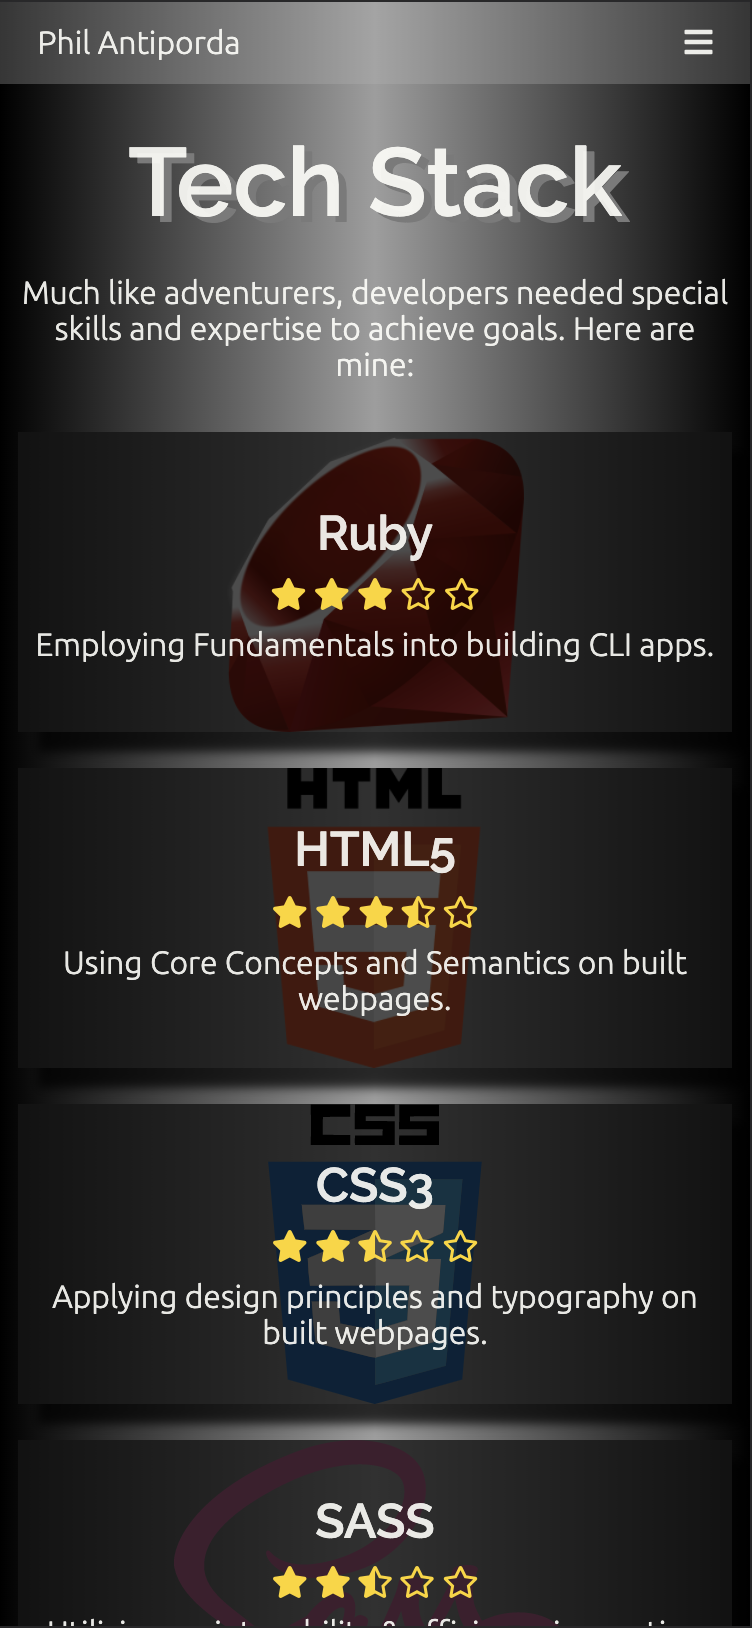 Phil Antiporda
Tech Stack
Much like adventurers, developers needed special
skills and expertise to achieve goals. Here are
mine:
Ruby
Employing Fundamentals into building CLI apps.
HTML
HTML5
Using Core Concepts and Semantics on built
webpages.
CSS
CSS3
Applying design principles and typography on
built webpages.
SASS